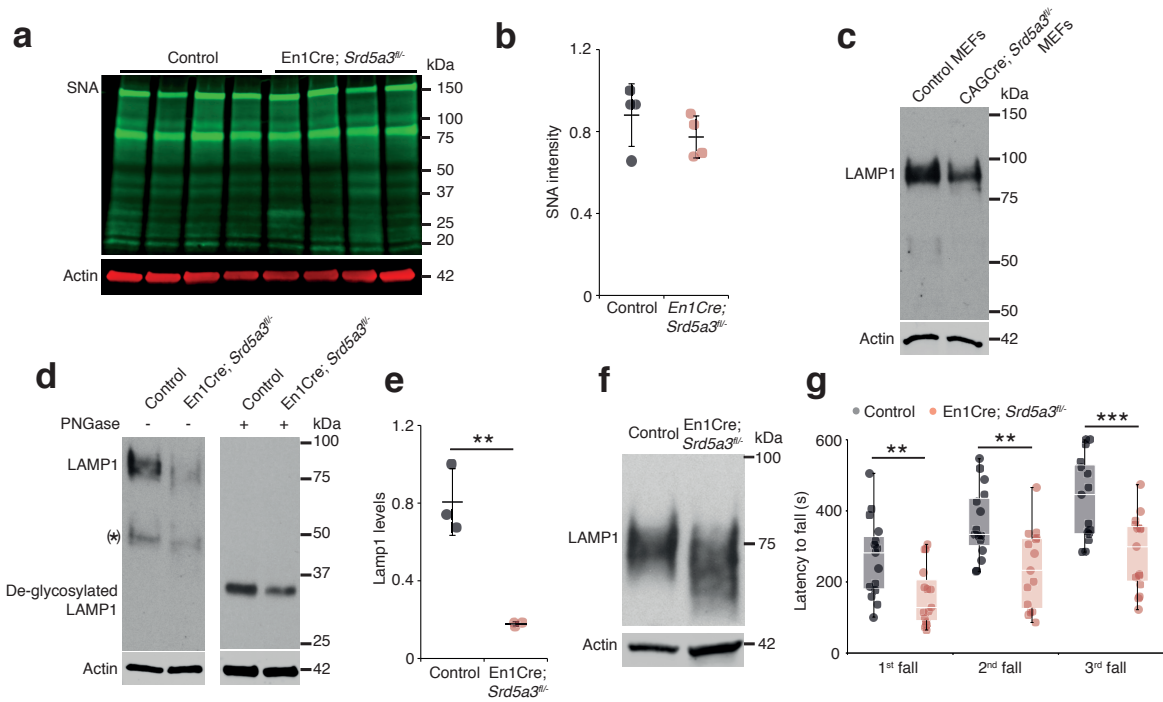 a
Control
En1Cre; Srd5a3fl/-
kDa
SNA
150
100
75
50
37
25
20
Actin
42
b
1.2
0.8
0.4
0
SNA intensity
Control
En1Cre;
Srd5a3fl/-
c
Control MEFs
CAGCre; Srd5a3fl/-
MEFs
kDa
150
LAMP1
100
75
50
50
Actin
42
d
Control
En1Cre; Srd5a3fl/-
Control
En1Cre; Srd5a3fl/-
PNGase - - + + kDa
LAMP1
100
75
(*)
50
37
De-glycosylated
LAMP1
25
Actin
42
e
**
1.2
0.8
0.4
0
Lamp1 levels
Control
En1Cre;
Srd5a3fl/-
f
Control
En1Cre;
Srd5a3fl/-
kDa
100
LAMP1
75
Actin
42
g
Control
En1Cre; Srd5a3fl/-
600
400
200
0
Latency to fall (s)
**
**
***
1st fall
2nd fall
3rd fall